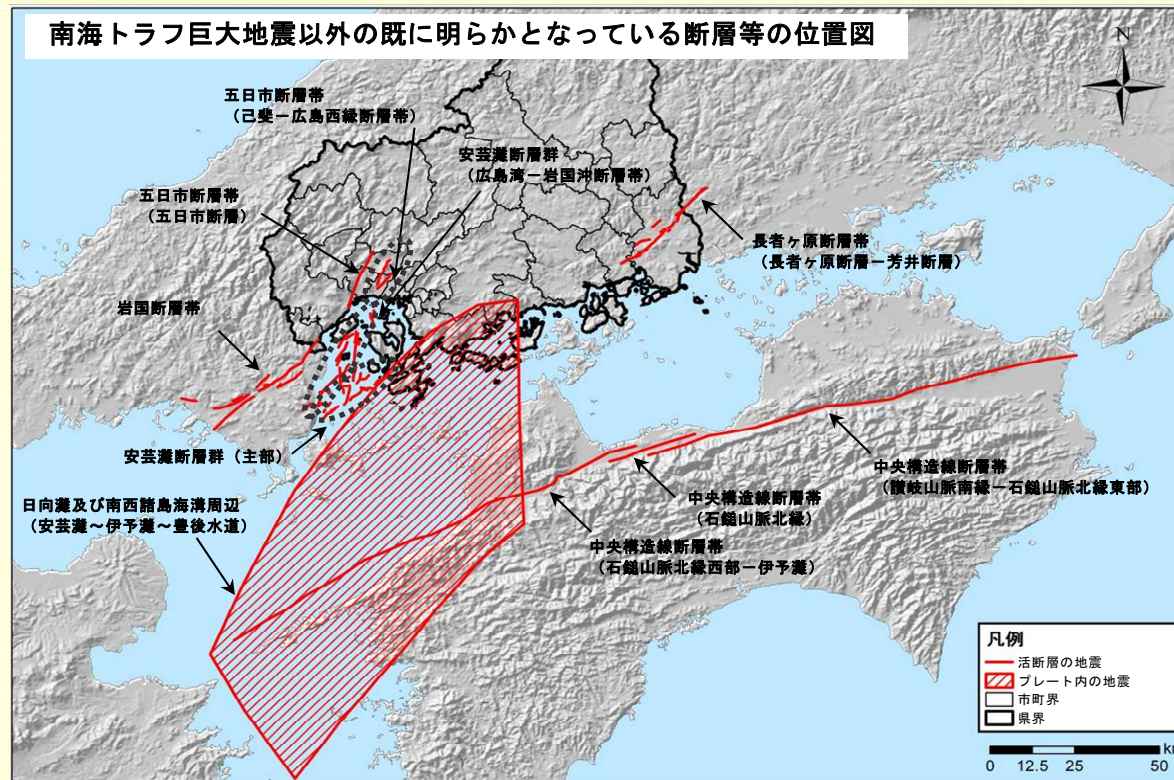 南海トラフ巨大地震以外の既に明らかとなっている断層等の位置図
N
五日市断層帯
（己斐－広島西縁断層帯）
安芸灘断層群
（広島湾－岩国沖断層帯）
五日市断層帯
（五日市断層）
長者ヶ原断層帯
（長者ヶ原断層－芳井断層）
岩国断層帯
安芸灘断層群（主部）
中央構造線断層帯
（讃岐山脈南縁－石鎚山脈北縁東部）
日向灘及び南西諸島海溝周辺
（安芸灘～伊予灘～豊後水道）
中央構造線断層帯
（石鎚山脈北縁）
中央構造線断層帯
（石鎚山脈北縁西部－伊予灘）
凡例
活断層の地震
プレート内の地震
市町界
県界
km
0 12.5 25 50